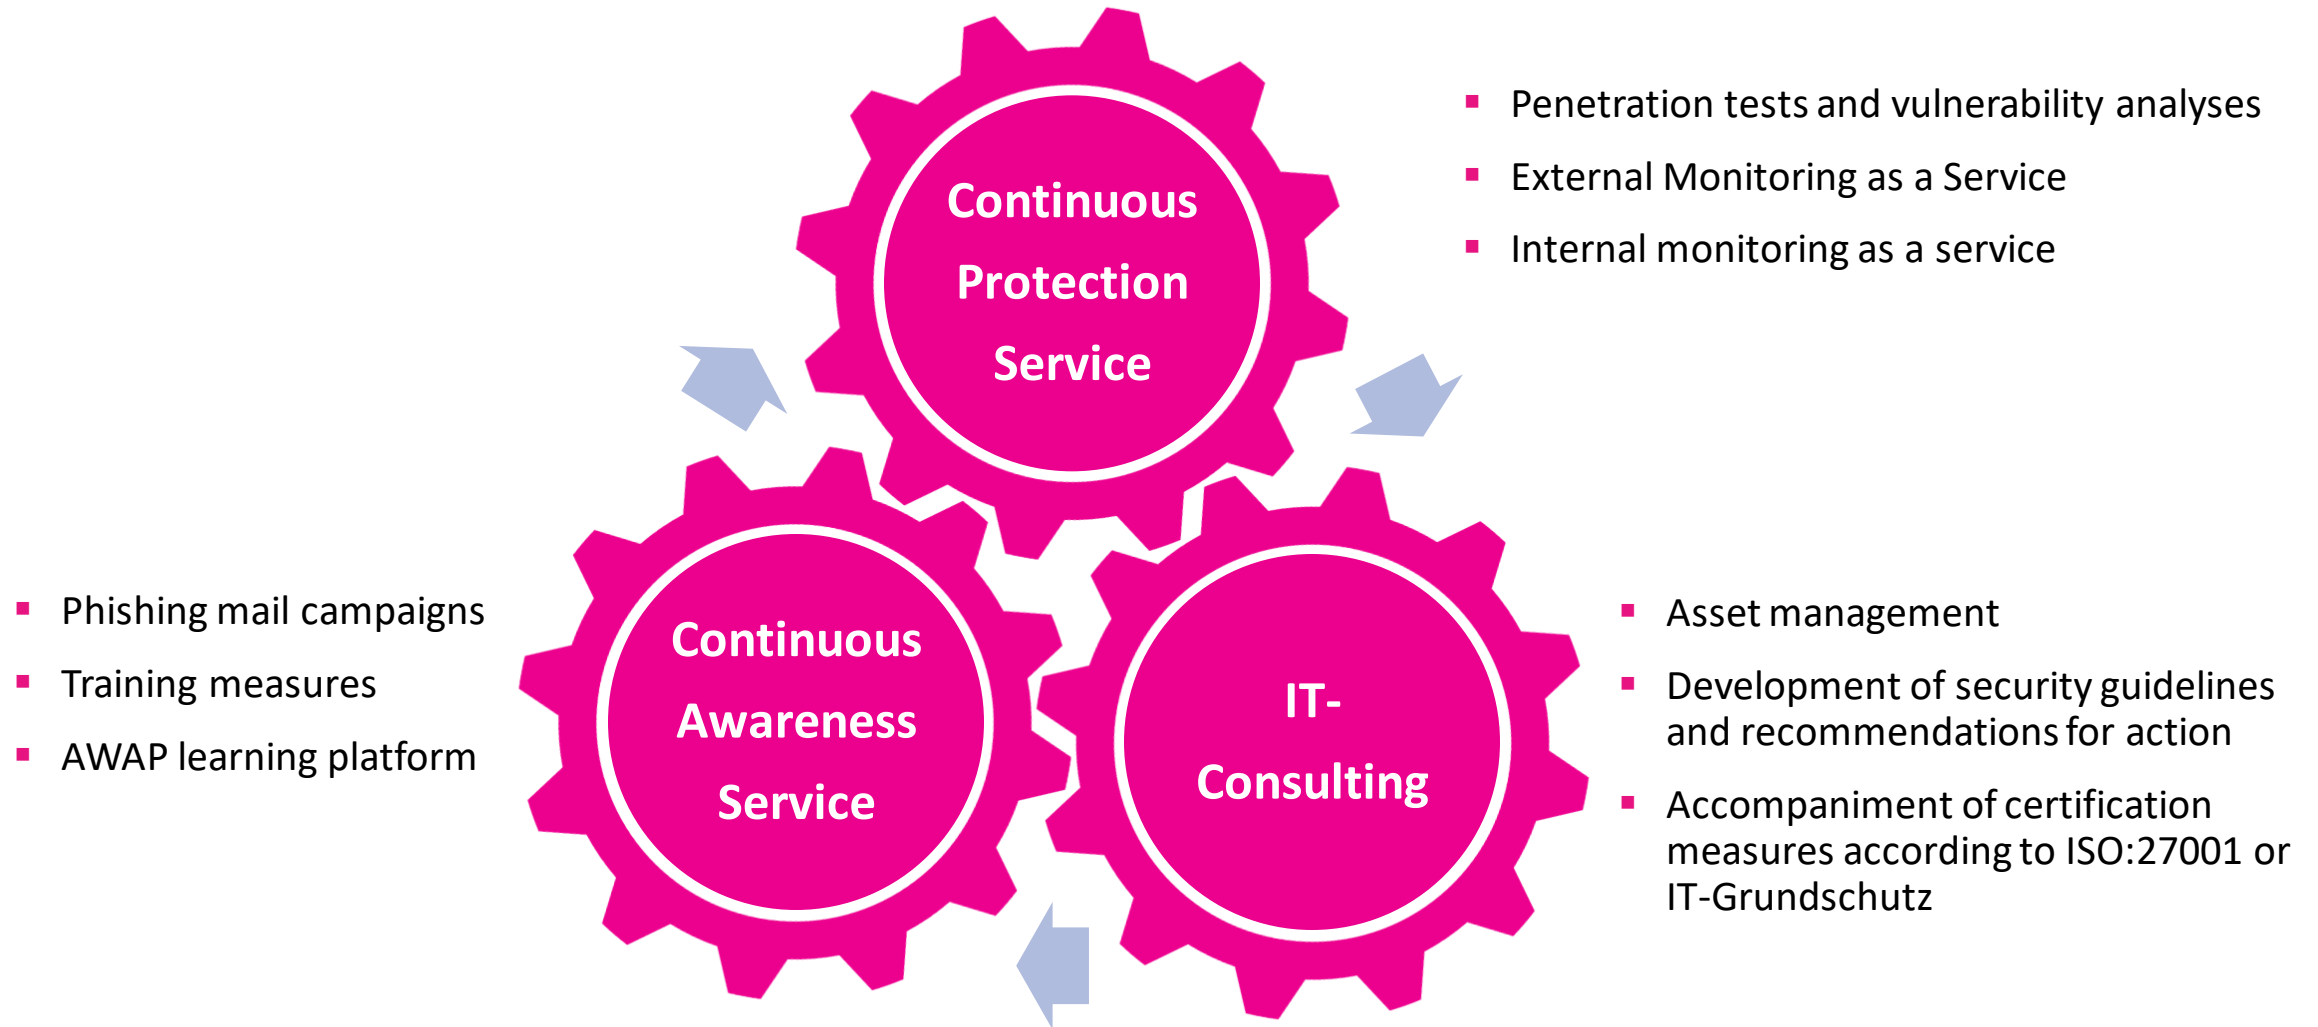 Continuous
Protection
Service
▪ Penetration tests and vulnerability analyses
▪ External Monitoring as a Service
▪ Internal monitoring as a service
▪ Phishing mail campaigns
▪ Training measures
▪ AWAP learning platform
Continuous
Awareness
Service
IT-
Consulting
▪ Asset management
▪ Development of security guidelines
and recommendations for action
▪ Accompaniment of certification
measures according to ISO:27001 or
IT-Grundschutz